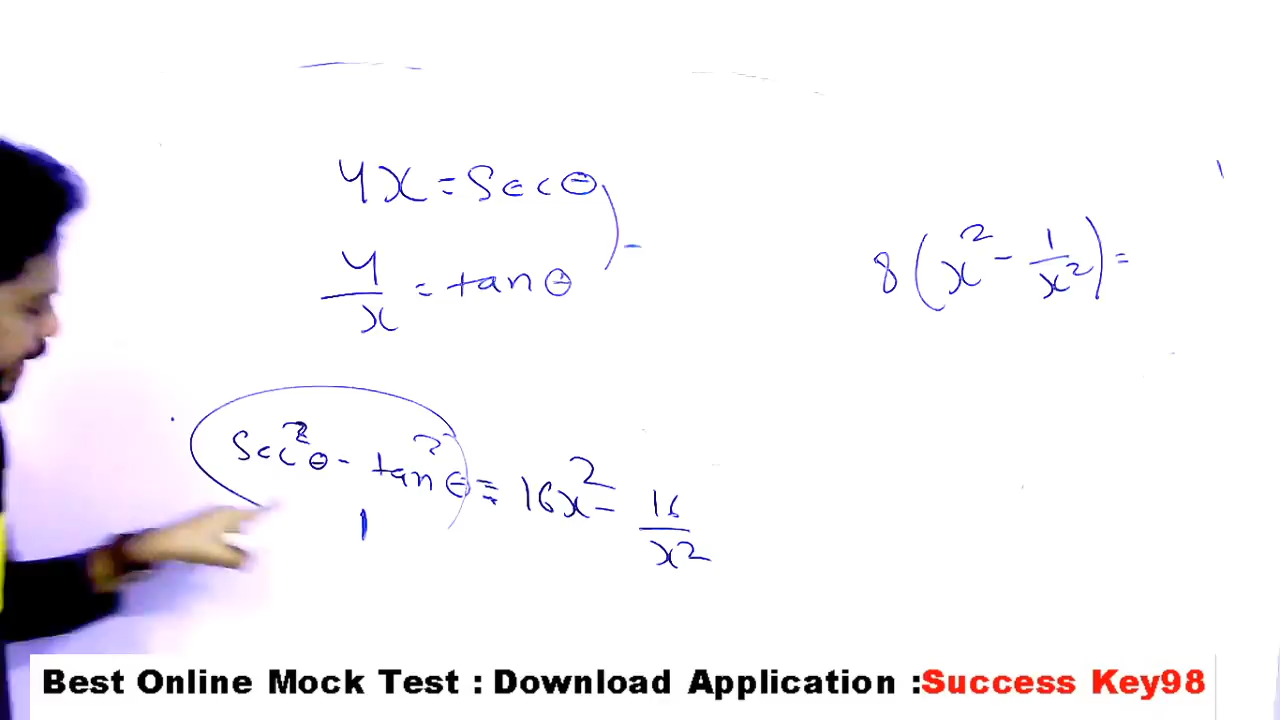 4x = Secθ
4/x = tanθ
8(x² - 1/x²) =
Sec²θ - tan²θ = 16x² - 16/x²
1
Best Online Mock Test : Download Application :Success Key98